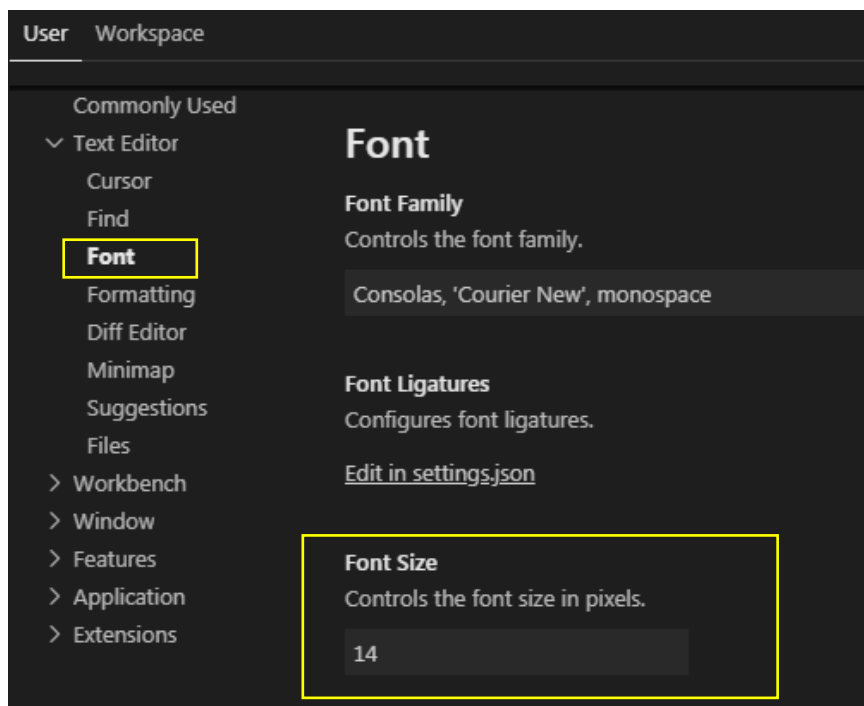 User Workspace
Commonly Used
Text Editor
Cursor
Find
Font
Formatting
Diff Editor
Minimap
Suggestions
Files
Workbench
Window
Features
Application
Extensions
Font
Font Family
Controls the font family.
Consolas, 'Courier New', monospace
Font Ligatures
Configures font ligatures.
Edit in settings.json
Font Size
Controls the font size in pixels.
14